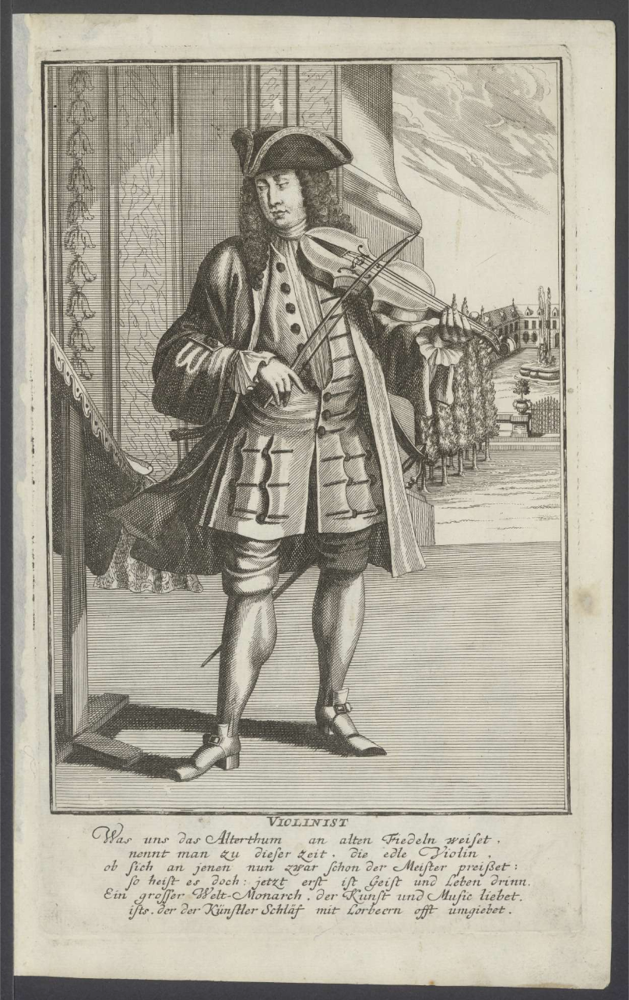 VIOLINIST
Was uns das Alterthum an alten Fiedeln weiset,
nennt man zu dieser Zeit, die edle Violin,
ob sich an jenen nun zwar schon der Meister preißet:
so heist es doch: jetzt erst ist Geist und Leben drinn.
Ein grosser Welt-Monarch, der Kunst und Music liebet,
ists, der der Künstler Schläf mit Lorbeern offt umgiebet.